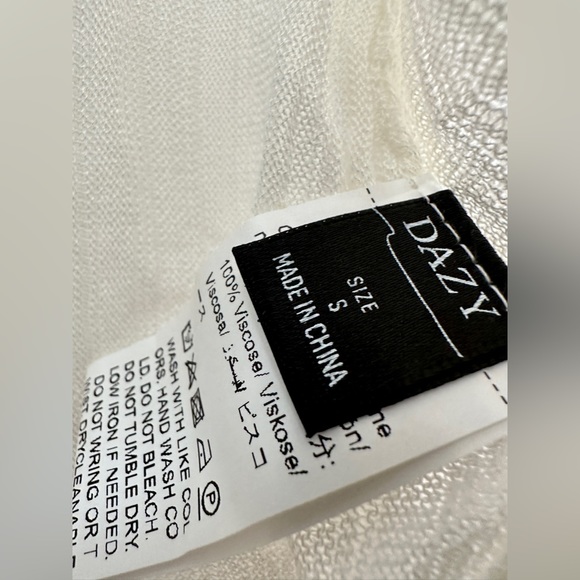 DAZY
SIZE
S
MADE IN CHINA
100% Viscose/ Viskose/
Viscosa/ ビスコ
ース
WASH WITH LIKE COL
ORS. HAND WASH CO
LD. DO NOT BLEACH.
DO NOT TUMBLE DRY.
LOW IRON IF NEEDED.
DO NOT WRING OR T
WIST.DRYCLEANABLE